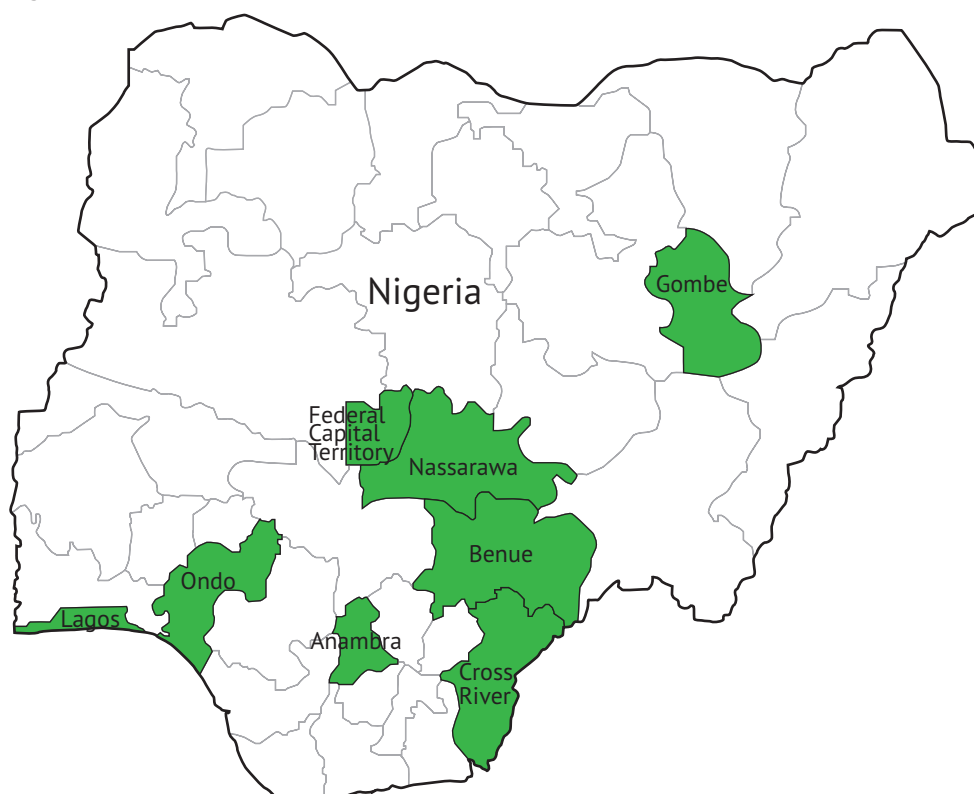 Gombe
Nigeria
Federal
Capital
Territory
Nassarawa
Benue
Ondo
Lagos
Anambra
Cross
River